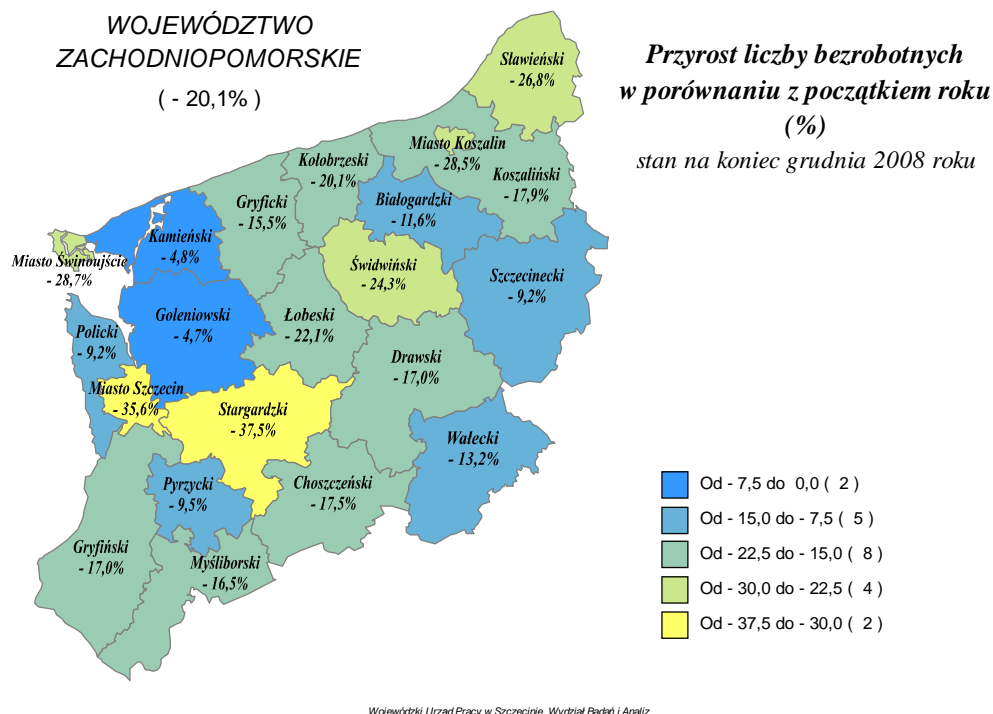 WOJEWÓDZTWO
ZACHODNIOPOMORSKIE
( - 20,1% )
Przyrost liczby bezrobotnych
w porównaniu z początkiem roku
(%)
stan na koniec grudnia 2008 roku
Sławieński
- 26,8%
Miasto Koszalin
- 28,5%
Koszaliński
- 17,9%
Kołobrzeski
- 20,1%
Białogardzki
- 11,6%
Gryficki
- 15,5%
Kamieński
- 4,8%
Miasto Świnoujście
- 28,7%
Świdwiński
- 24,3%
Szczecinecki
- 9,2%
Goleniowski
- 4,7%
Łobeski
- 22,1%
Policki
- 9,2%
Drawski
- 17,0%
Miasto Szczecin
- 35,6%
Stargardzki
- 37,5%
Wałecki
- 13,2%
Pyrzycki
- 9,5%
Choszczeński
- 17,5%
Gryfiński
- 17,0%
Myśliborski
- 16,5%
Od - 7,5 do 0,0 ( 2 )
Od - 15,0 do - 7,5 ( 5 )
Od - 22,5 do - 15,0 ( 8 )
Od - 30,0 do - 22,5 ( 4 )
Od - 37,5 do - 30,0 ( 2 )
Wojewódzki Urząd Pracy w Szczecinie, Wydział Badań i Analiz